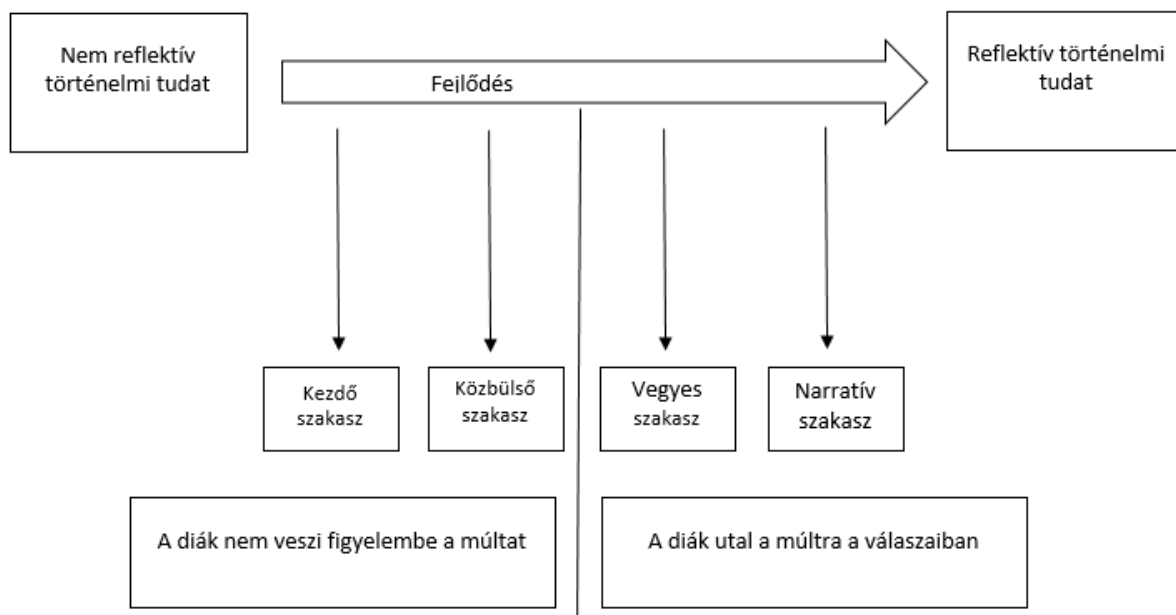 Nem reflektív
történelmi tudat
Fejlődés
Reflektív történelmi
tudat
Kezdő
szakasz
Közbülső
szakasz
Vegyes
szakasz
Narratív
szakasz
A diák nem veszi figyelembe a múltat
A diák utal a múltra a válaszaiban